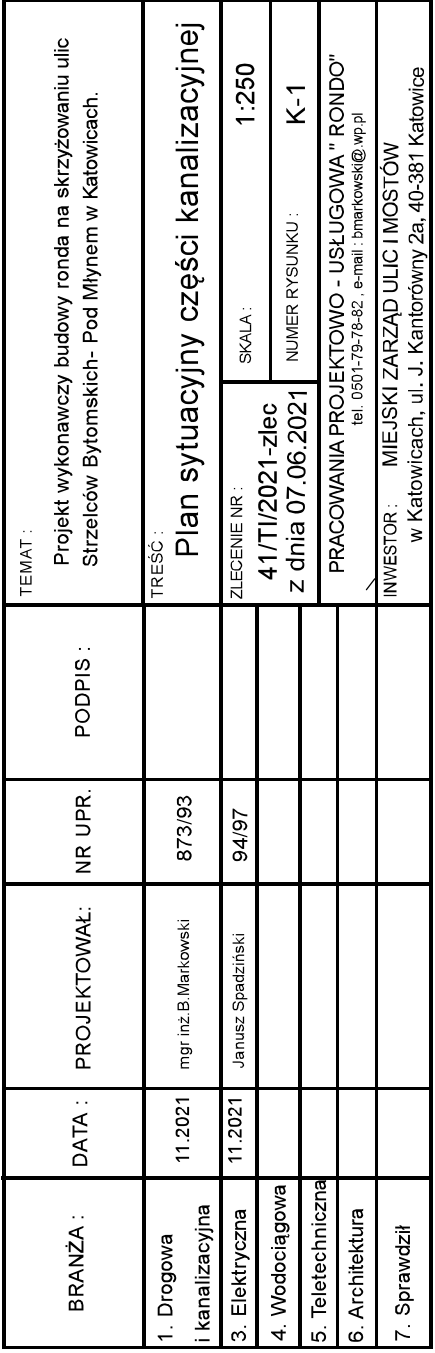 BRANŻA :
DATA :
PROJEKTOWAŁ:
NR UPR.
PODPIS :
1. Drogowa
i kanalizacyjna
11.2021
mgr inż.B.Markowski
873/93
3. Elektryczna
11.2021
Janusz Spadziński
94/97
4. Wodociągowa
5. Teletechniczna
6. Architektura
7. Sprawdził
TEMAT :
Projekt wykonawczy budowy ronda na skrzyżowaniu ulic
Strzelców Bytomskich- Pod Młynem w Katowicach.
TREŚĆ :
Plan sytuacyjny części kanalizacyjnej
ZLECENIE NR :
41/TI/2021-zlec
z dnia 07.06.2021
SKALA :
1:250
NUMER RYSUNKU :
K-1
PRACOWANIA PROJEKTOWO - USŁUGOWA " RONDO"
tel. 0501-79-78-82 , e-mail : bmarkowski@.wp.pl
INWESTOR : MIEJSKI ZARZĄD ULIC I MOSTÓW
w Katowicach, ul. J. Kantorówny 2a, 40-381 Katowice